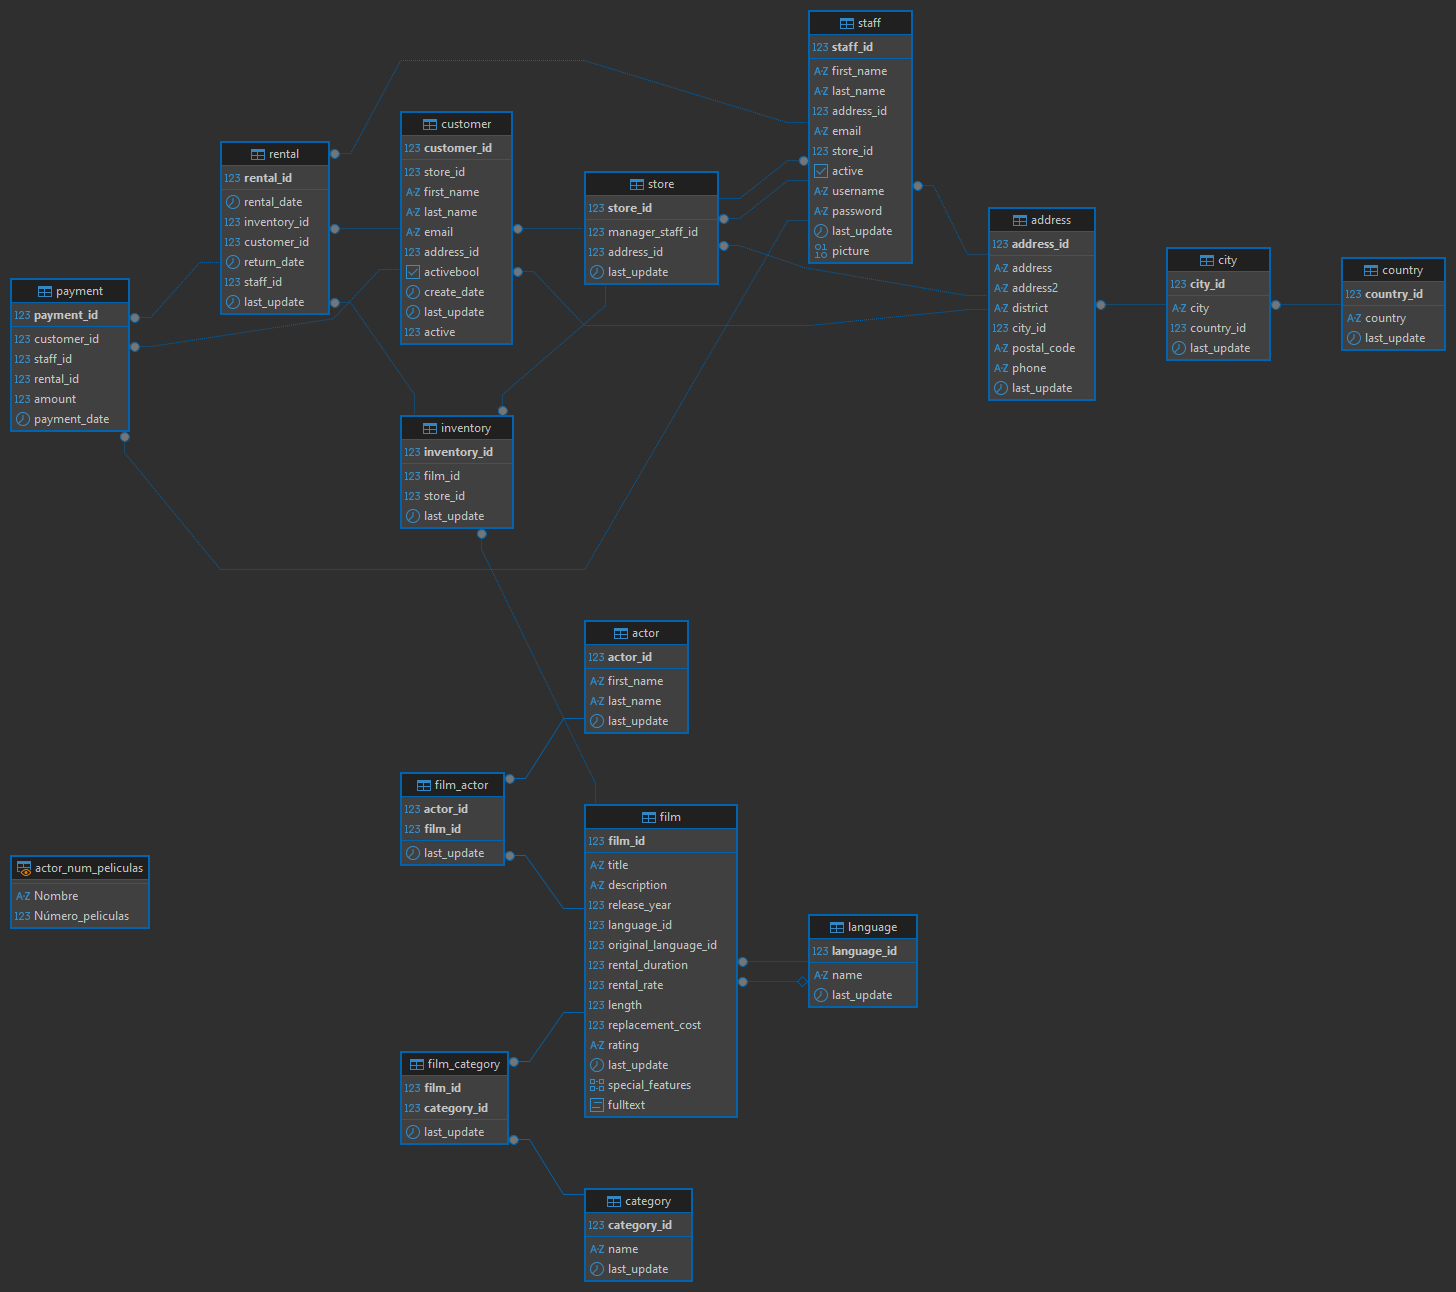 staff
123 staff_id
A-Z first_name
A-Z last_name
123 address_id
A-Z email
123 store_id
active
A-Z username
A-Z password
last_update
01
10 picture
customer
123 customer_id
123 store_id
A-Z first_name
A-Z last_name
A-Z email
123 address_id
activebool
create_date
last_update
123 active
rental
123 rental_id
rental_date
123 inventory_id
123 customer_id
return_date
123 staff_id
last_update
store
123 store_id
123 manager_staff_id
123 address_id
last_update
address
123 address_id
A-Z address
A-Z address2
A-Z district
123 city_id
A-Z postal_code
A-Z phone
last_update
city
123 city_id
A-Z city
123 country_id
last_update
country
123 country_id
A-Z country
last_update
payment
123 payment_id
123 customer_id
123 staff_id
123 rental_id
123 amount
payment_date
inventory
123 inventory_id
123 film_id
123 store_id
last_update
actor
123 actor_id
A-Z first_name
A-Z last_name
last_update
film_actor
123 actor_id
123 film_id
last_update
film
123 film_id
A-Z title
A-Z description
123 release_year
123 language_id
123 original_language_id
123 rental_duration
123 rental_rate
123 length
123 replacement_cost
A-Z rating
last_update
special_features
fulltext
actor_num_peliculas
A-Z Nombre
123 Número_peliculas
language
123 language_id
A-Z name
last_update
film_category
123 film_id
123 category_id
last_update
category
123 category_id
A-Z name
last_update